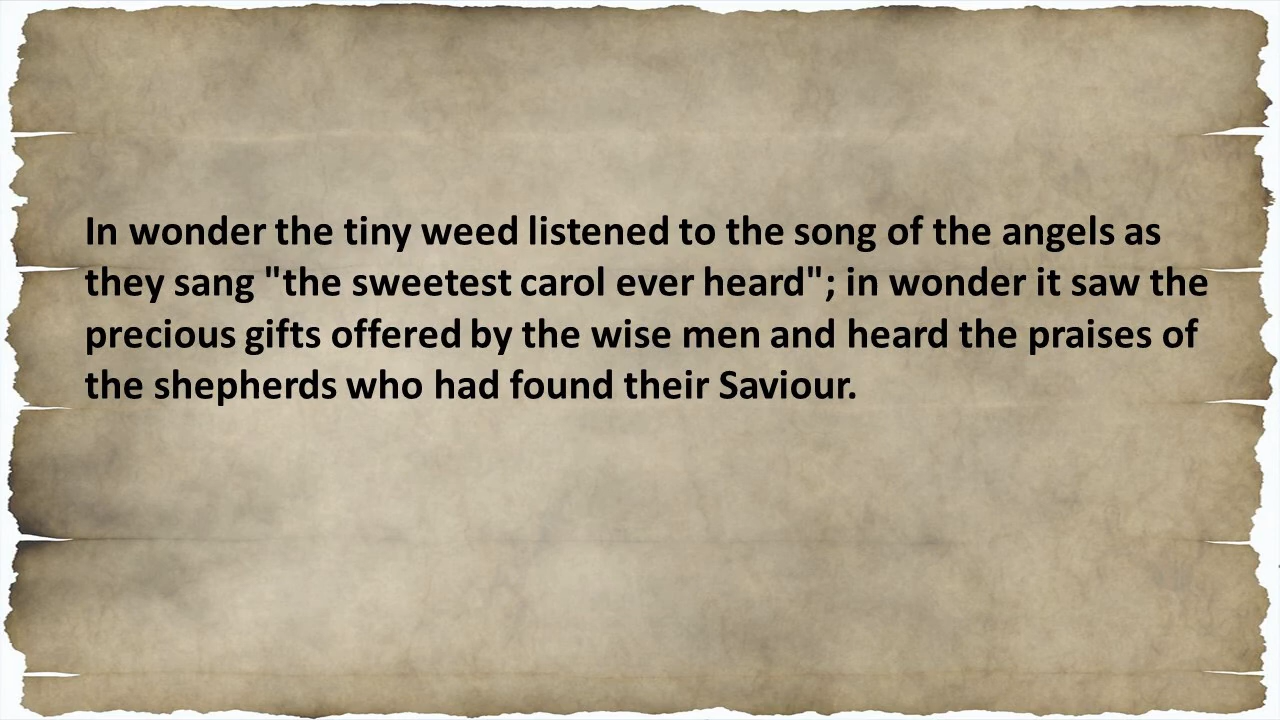 In wonder the tiny weed listened to the song of the angels as
they sang "the sweetest carol ever heard"; in wonder it saw the
precious gifts offered by the wise men and heard the praises of
the shepherds who had found their Saviour.